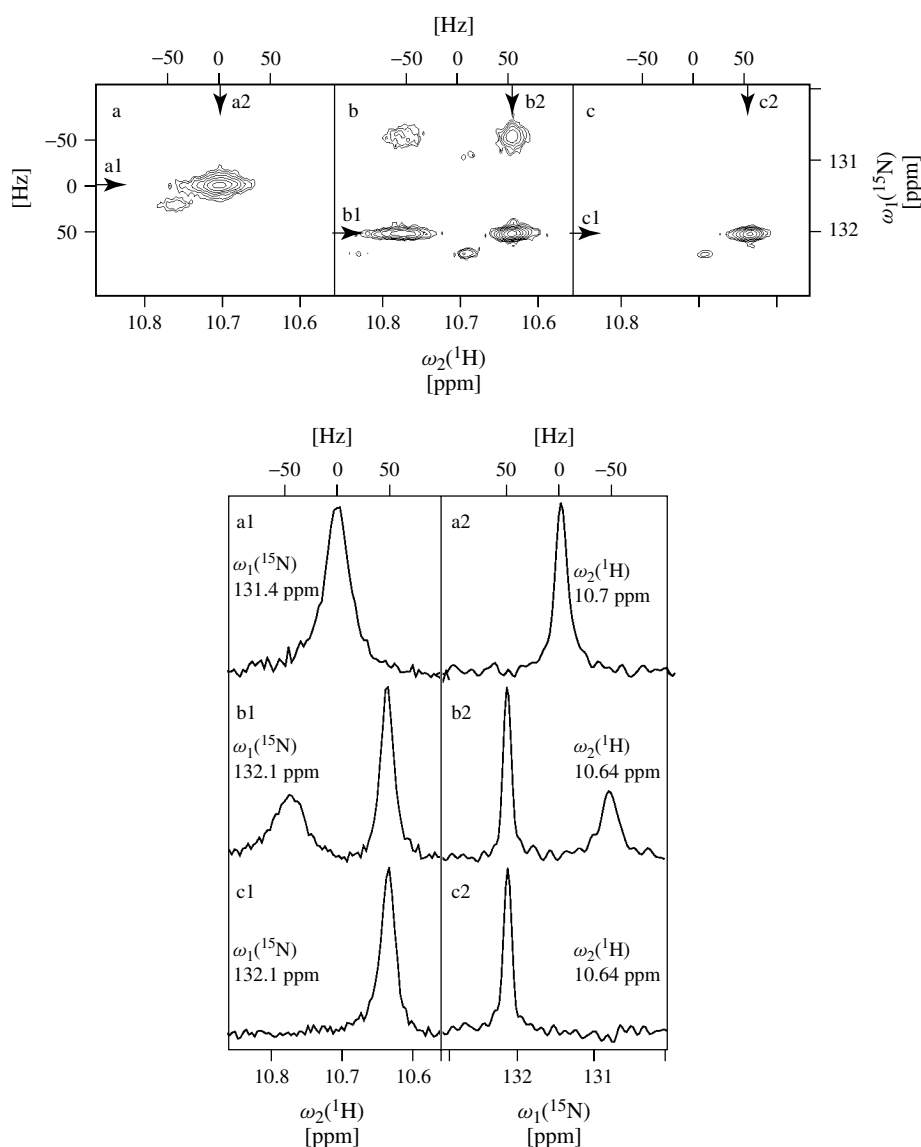 [Hz]
−50 0 50 −50 0 50 −50 0 50
a a2 b b2 c c2
[Hz]
−50
0
50
a1
b1
c1
131
132
ω1(15N)
[ppm]
10.8 10.7 10.6 10.8 10.7 10.6 10.8
ω2(1H)
[ppm]
[Hz] [Hz]
−50 0 50 50 0 −50
a1 a2
ω1(15N)
131.4 ppm
ω2(1H)
10.7 ppm
b1 b2
ω1(15N)
132.1 ppm
ω2(1H)
10.64 ppm
c1 c2
ω1(15N)
132.1 ppm
ω2(1H)
10.64 ppm
10.8 10.7 10.6 132 131
ω2(1H) ω1(15N)
[ppm] [ppm]